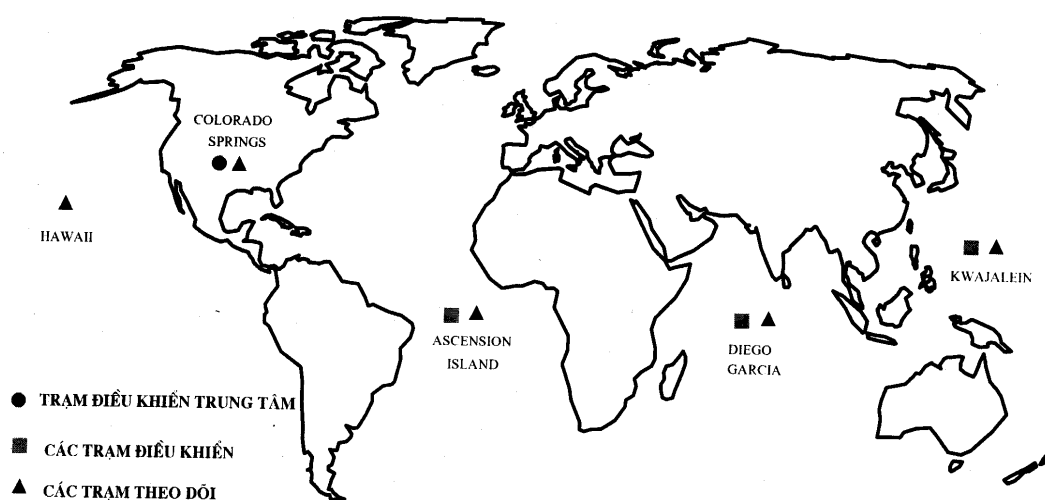 COLORADO
SPRINGS
HAWAII
KWAJALEIN
ASCENSION
ISLAND
DIEGO
GARCIA
TRẠM ĐIỀU KHIỂN TRUNG TÂM
CÁC TRẠM ĐIỀU KHIỂN
CÁC TRẠM THEO DÕI